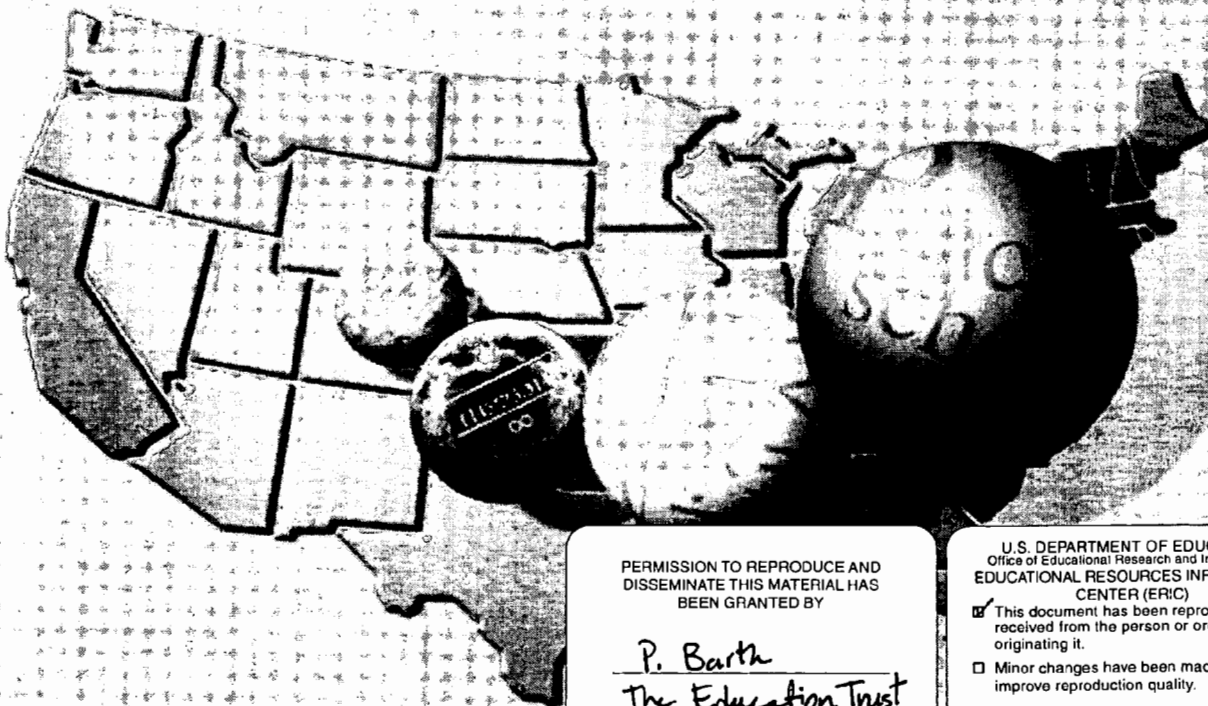 PERMISSION TO REPRODUCE AND
DISSEMINATE THIS MATERIAL HAS
BEEN GRANTED BY
P. Barth
The Education Trust
U.S. DEPARTMENT OF EDU
Office of Educational Research and I
EDUCATIONAL RESOURCES INF
CENTER (ERIC)
This document has been repro
received from the person or or
originating it.
Minor changes have been mad
improve reproduction quality.